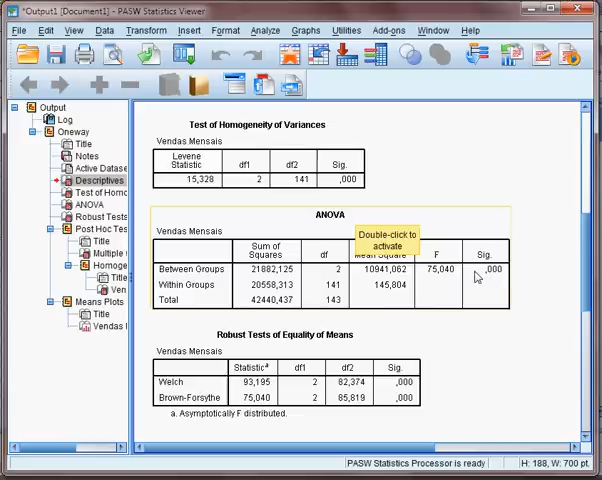 *Output1 [Document1] - PASW Statistics Viewer
File Edit View Data Transform Insert Format Analyze Graphs Utilities Add-ons Window Help
Output
Log
Oneway
Title
Notes
Active Datase
Descriptives
Test of Homo
ANOVA
Robust Tests
Post Hoc Tes
Title
Multiple
Homoge
Title
Ven
Means Plots
Title
Vendas
Test of Homogeneity of Variances
Vendas Mensais
Levene Statistic df1 df2 Sig.
15,328 2 141 ,000
ANOVA
Vendas Mensais
Double-click to
activate
Sum of Squares df Mean Square F Sig.
Between Groups 21882,125 2 10941,062 75,040 ,000
Within Groups 20558,313 141 145,804
Total 42440,437 143
Robust Tests of Equality of Means
Vendas Mensais
Statistic^a df1 df2 Sig.
Welch 93,195 2 82,374 ,000
Brown-Forsythe 75,040 2 85,819 ,000
a. Asymptotically F distributed.
PASW Statistics Processor is ready H: 188, W: 700 pt.